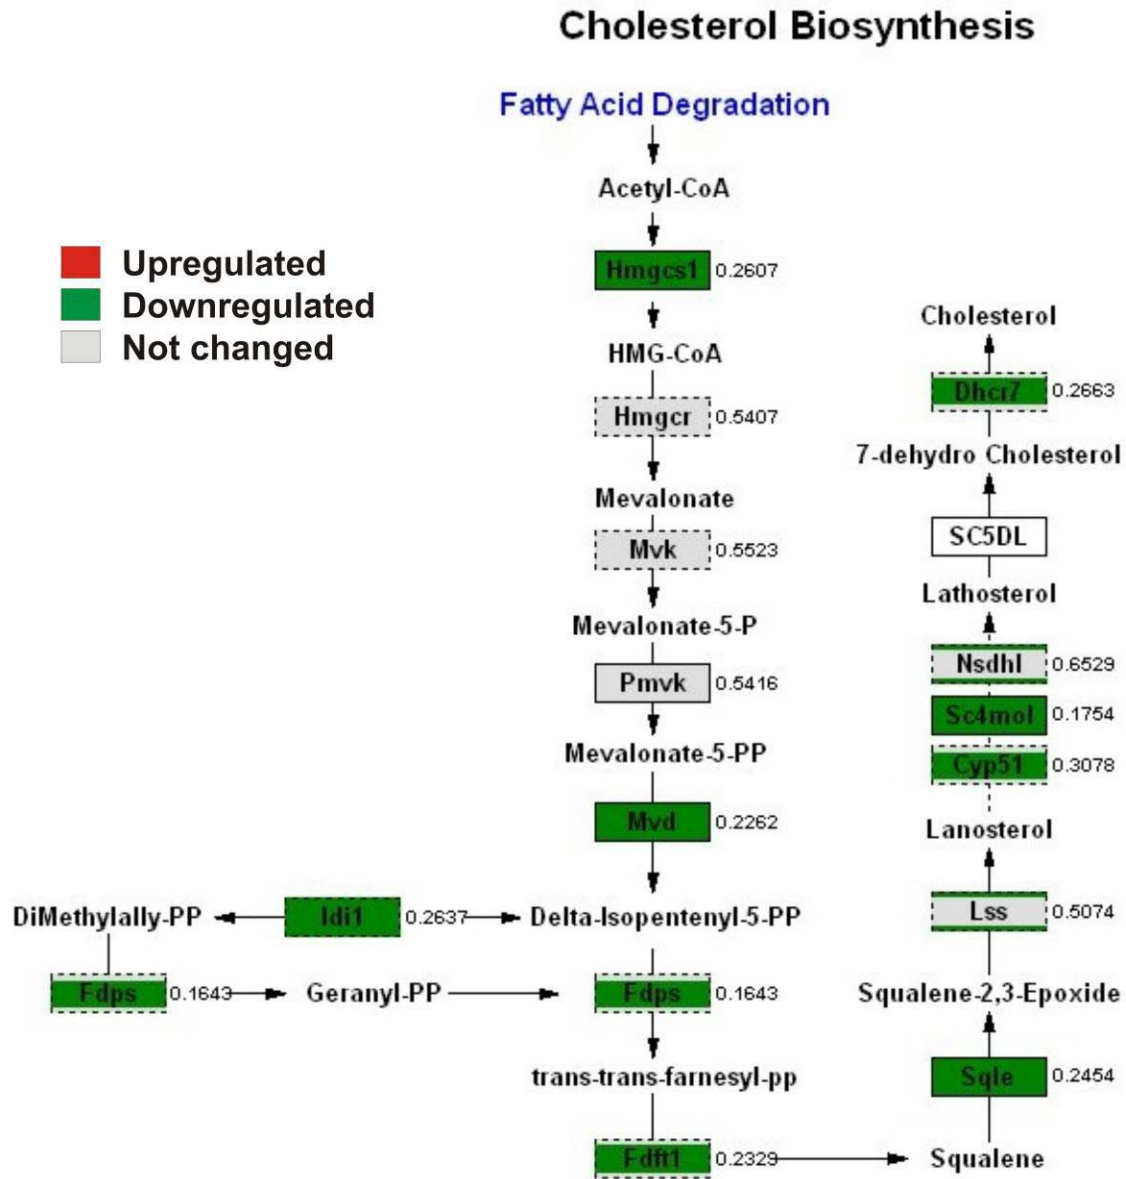 Cholesterol Biosynthesis
Fatty Acid Degradation
Acetyl-CoA
Upregulated
Downregulated
Not changed
Hmgcs1 0.2607
HMG-CoA
Hmgcr 0.5407
Mevalonate
Mvk 0.5523
Mevalonate-5-P
Pmvk 0.5416
Mevalonate-5-PP
Mvd 0.2262
DiMethylally-PP Idi1 0.2637 Delta-Isopentenyl-5-PP
Fdps 0.1643 Geranyl-PP Fdps 0.1643
trans-trans-farnesyl-pp
Fdft1 0.2329 Squalene
Sqle 0.2454
Squalene-2,3-Epoxide
Lss 0.5074
Lanosterol
Cyp51 0.3078
Sc4mol 0.1754
Nsdhl 0.6529
Lathosterol
SC5DL
7-dehydro Cholesterol
Dhcr7 0.2663
Cholesterol